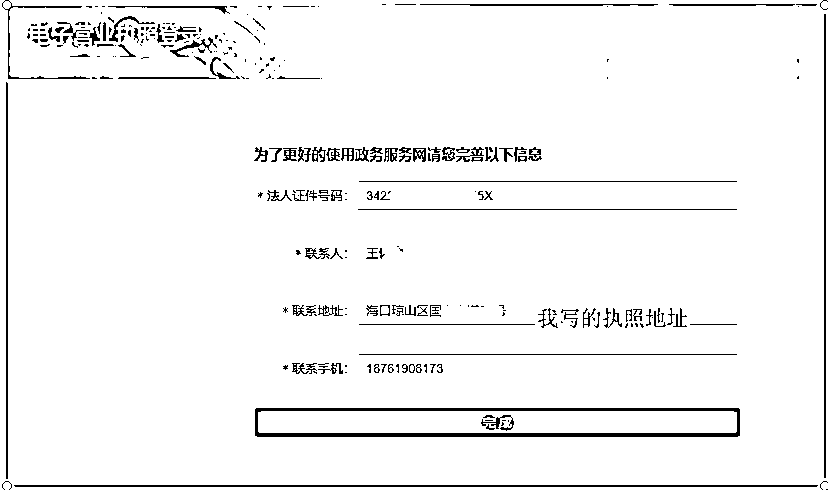 电子营业执照登录
为了更好的使用政务服务网请您完善以下信息
* 法人证件号码： 342 5X
* 联系人： 王
* 联系地址： 海口琼山区国 号 我写的执照地址
* 联系手机： 18761908173
完成